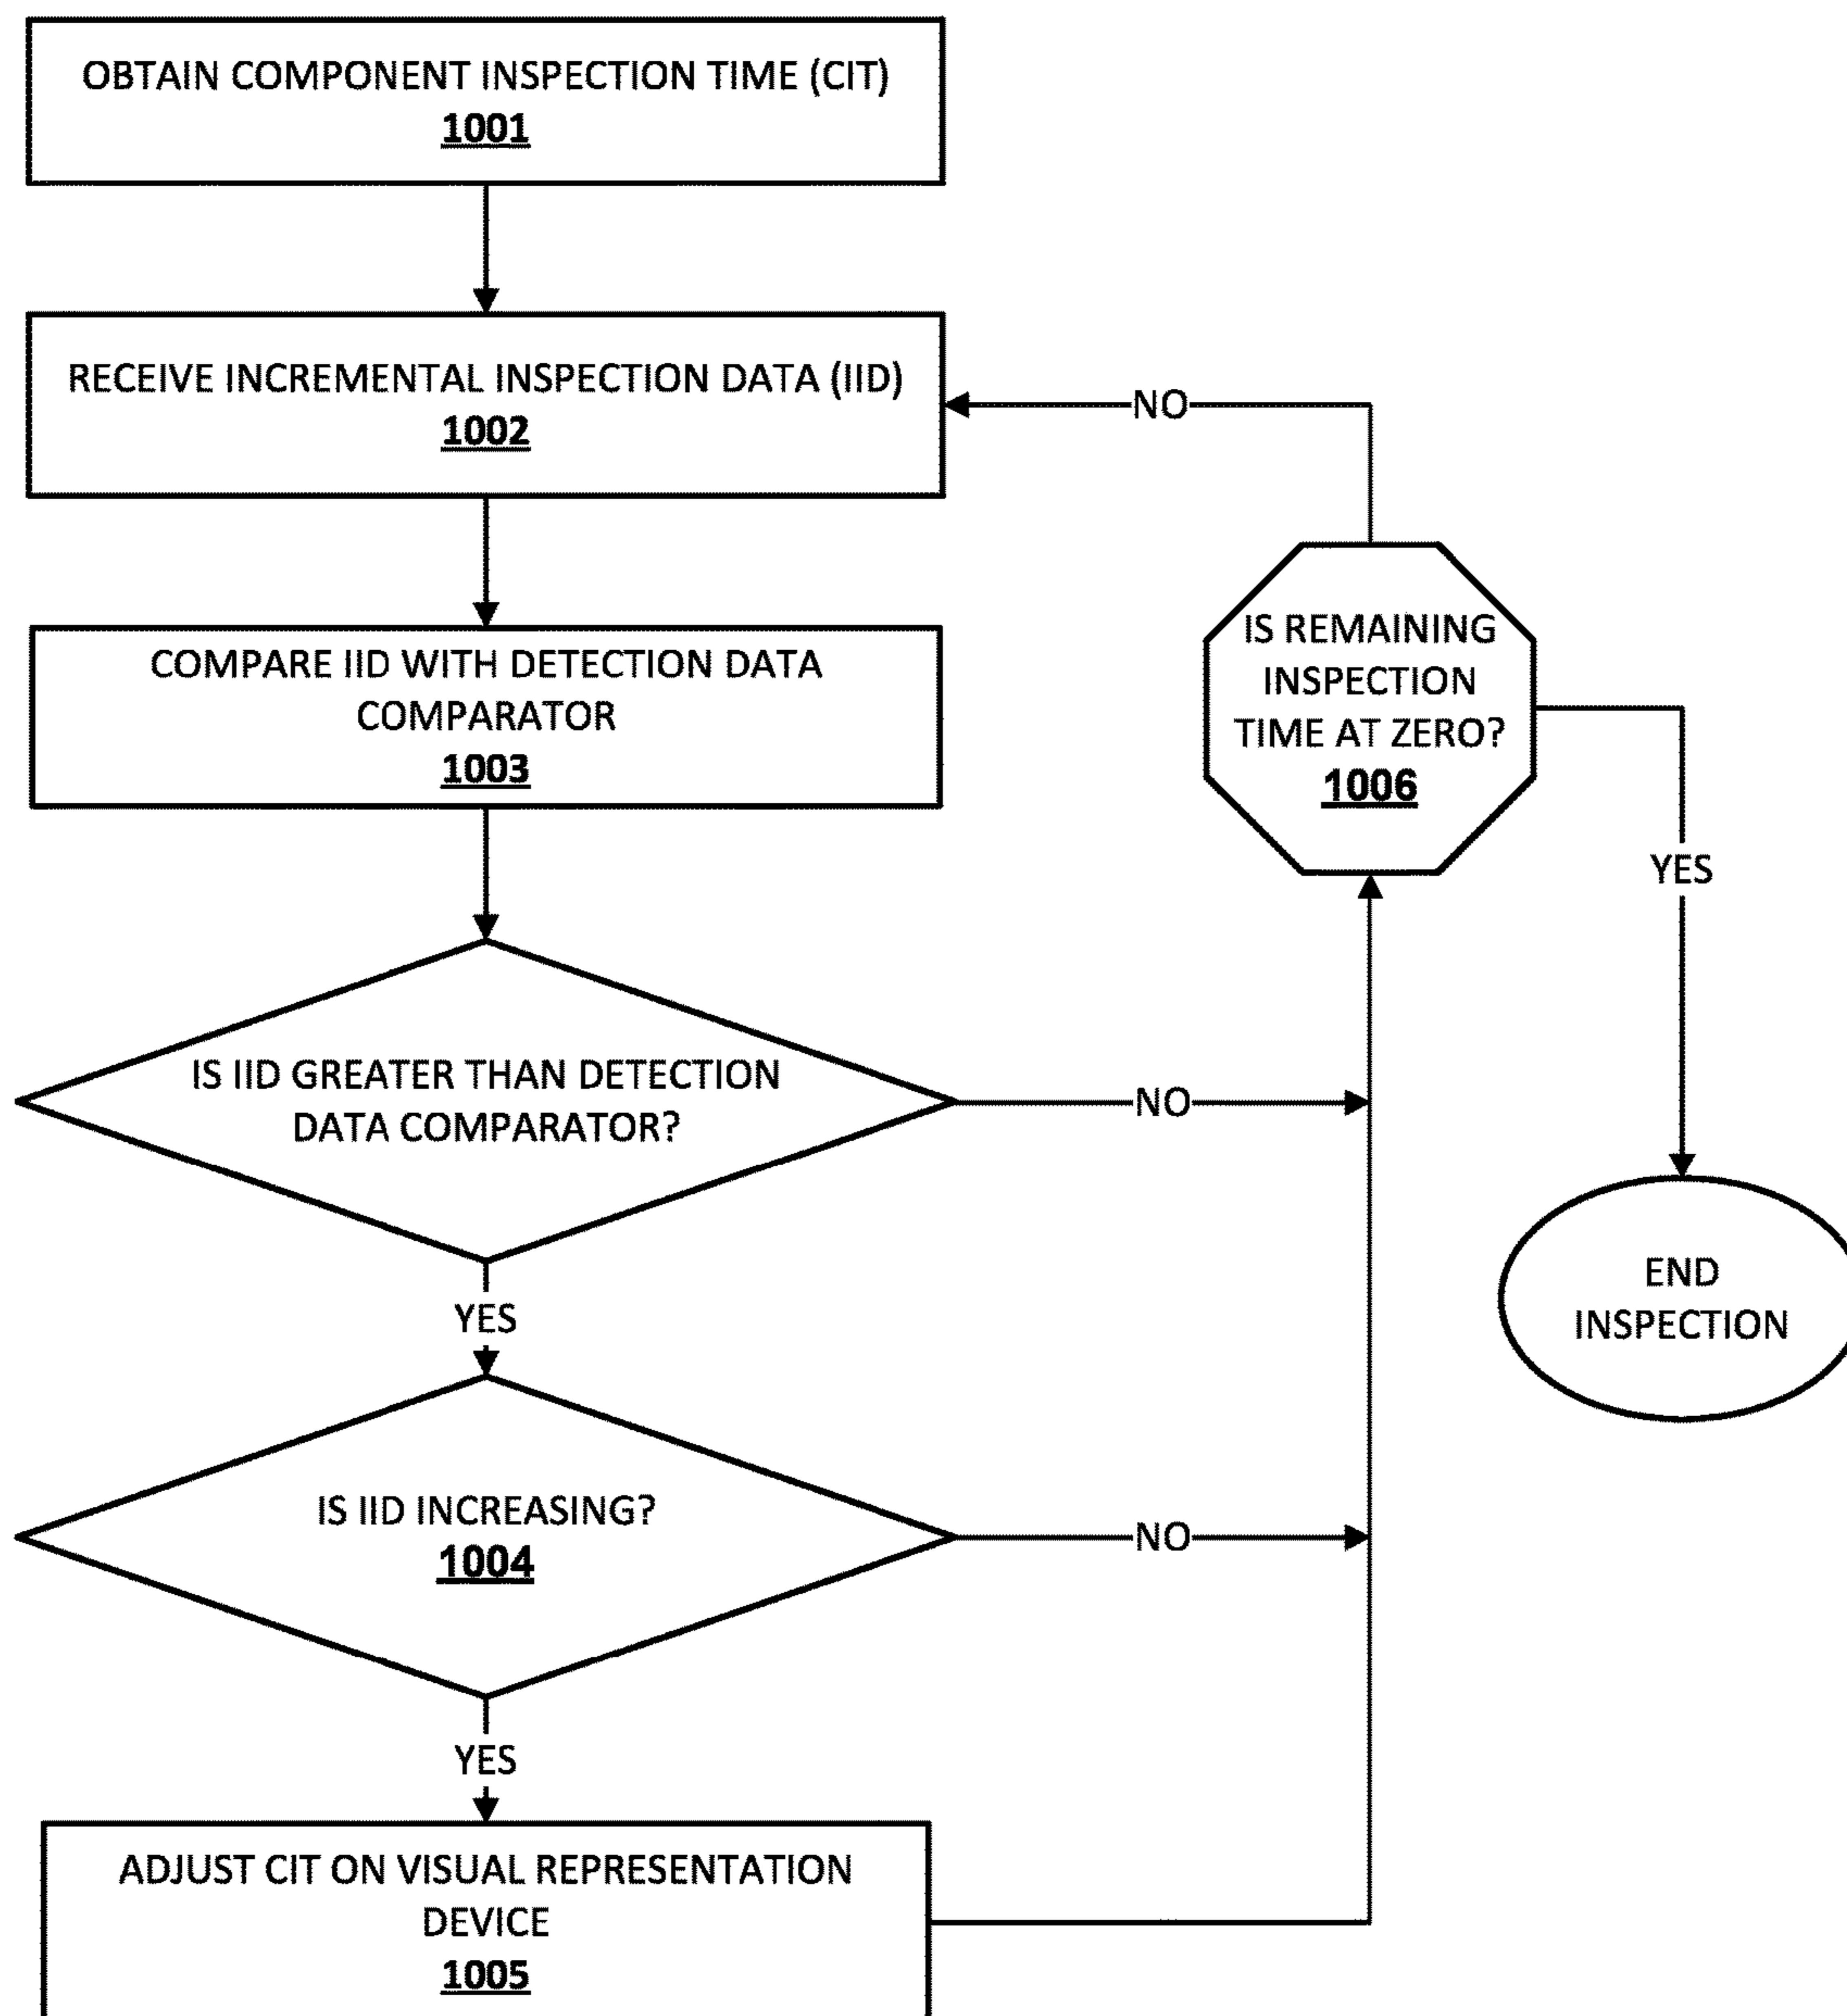 OBTAIN COMPONENT INSPECTION TIME (CIT)
1001
RECEIVE INCREMENTAL INSPECTION DATA (IID)
1002
NO
COMPARE IID WITH DETECTION DATA
COMPARATOR
1003
IS REMAINING
INSPECTION
TIME AT ZERO?
1006
YES
IS IID GREATER THAN DETECTION
DATA COMPARATOR?
NO
YES
END
INSPECTION
IS IID INCREASING?
1004
NO
YES
ADJUST CIT ON VISUAL REPRESENTATION
DEVICE
1005